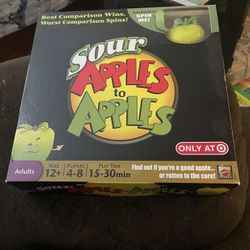 Best Comparison Wins,
Worst Comparison Spins!
SPIN
ME!
Sour
APPLES
to
APPLES
ONLY AT
Adults
AGES
12+
PLAYERS
4-8
PLAY TIME
15-30min
Find out if you're a good apple...
or rotten to the core!